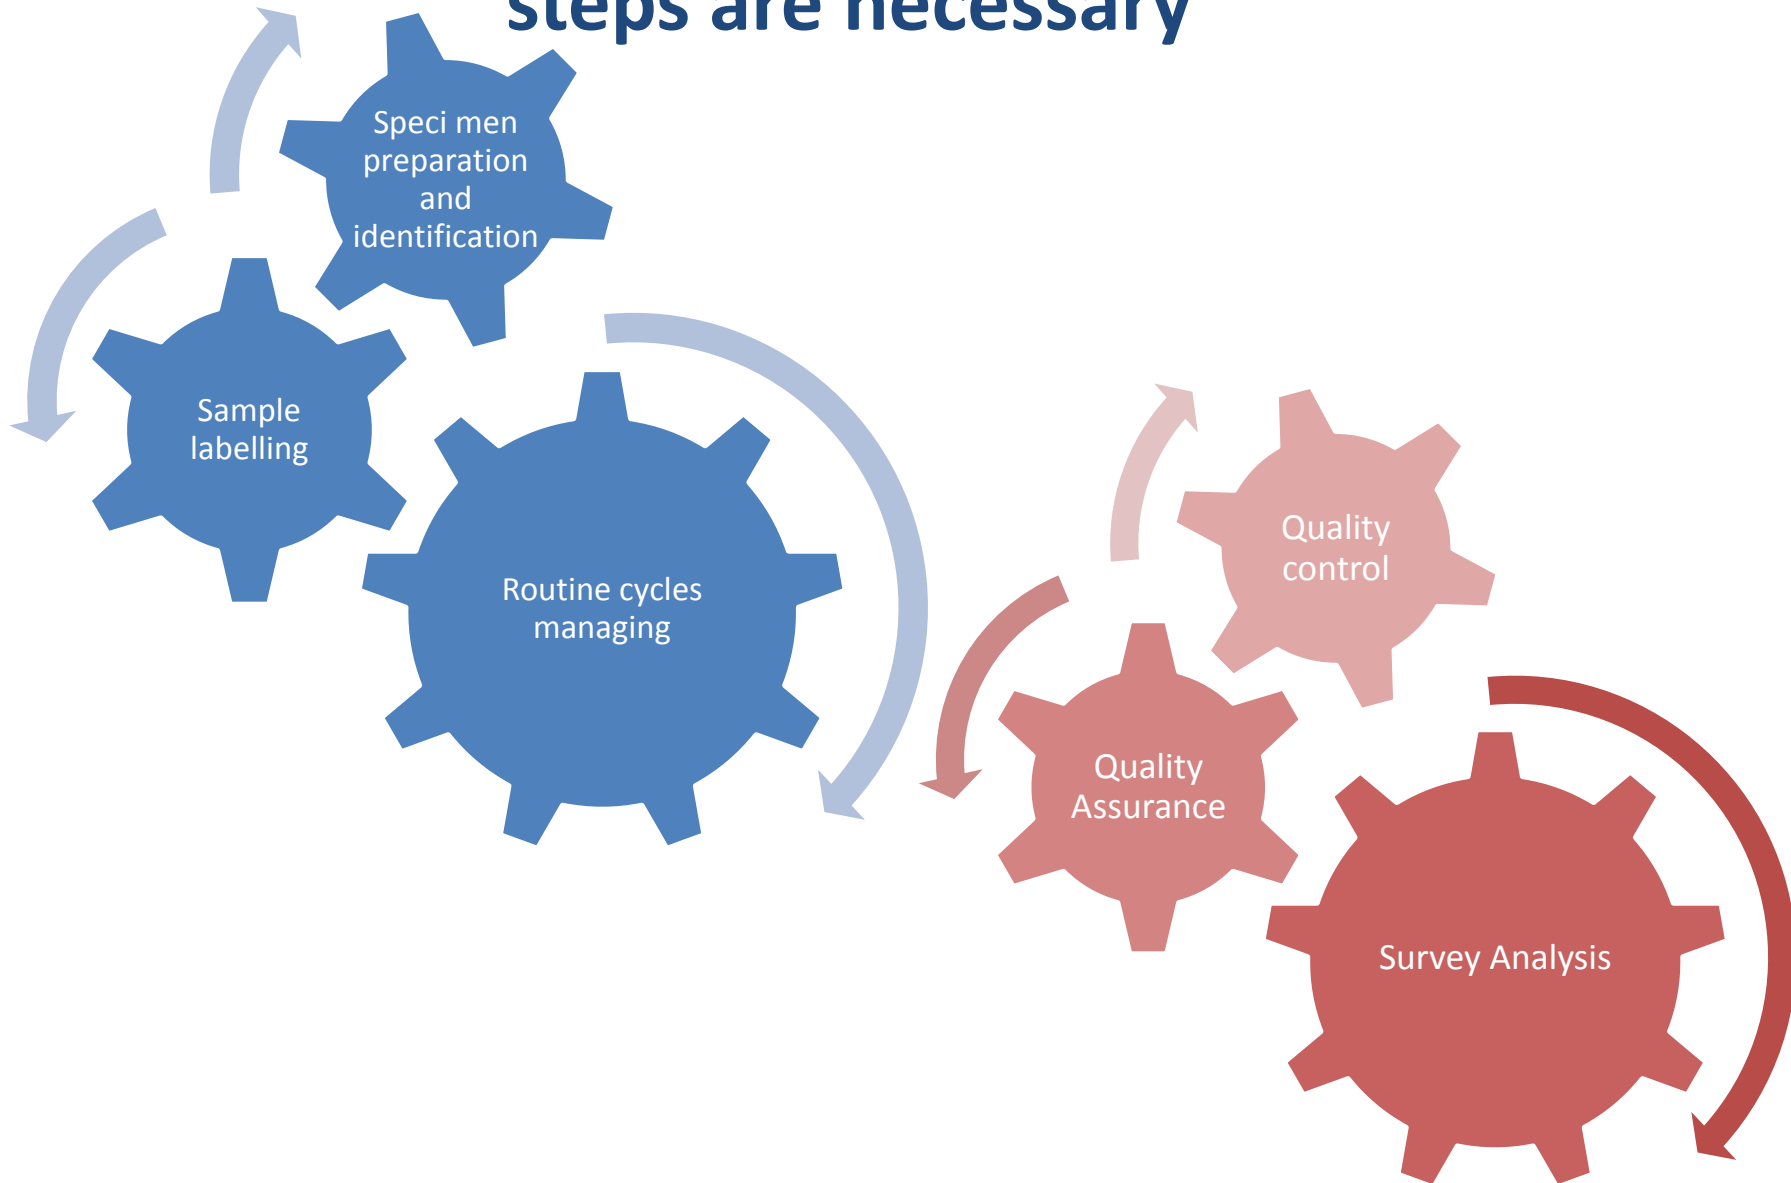 steps are necessary
Speci men
preparation
and
identification
Sample
labelling
Routine cycles
managing
Quality
control
Quality
Assurance
Survey Analysis